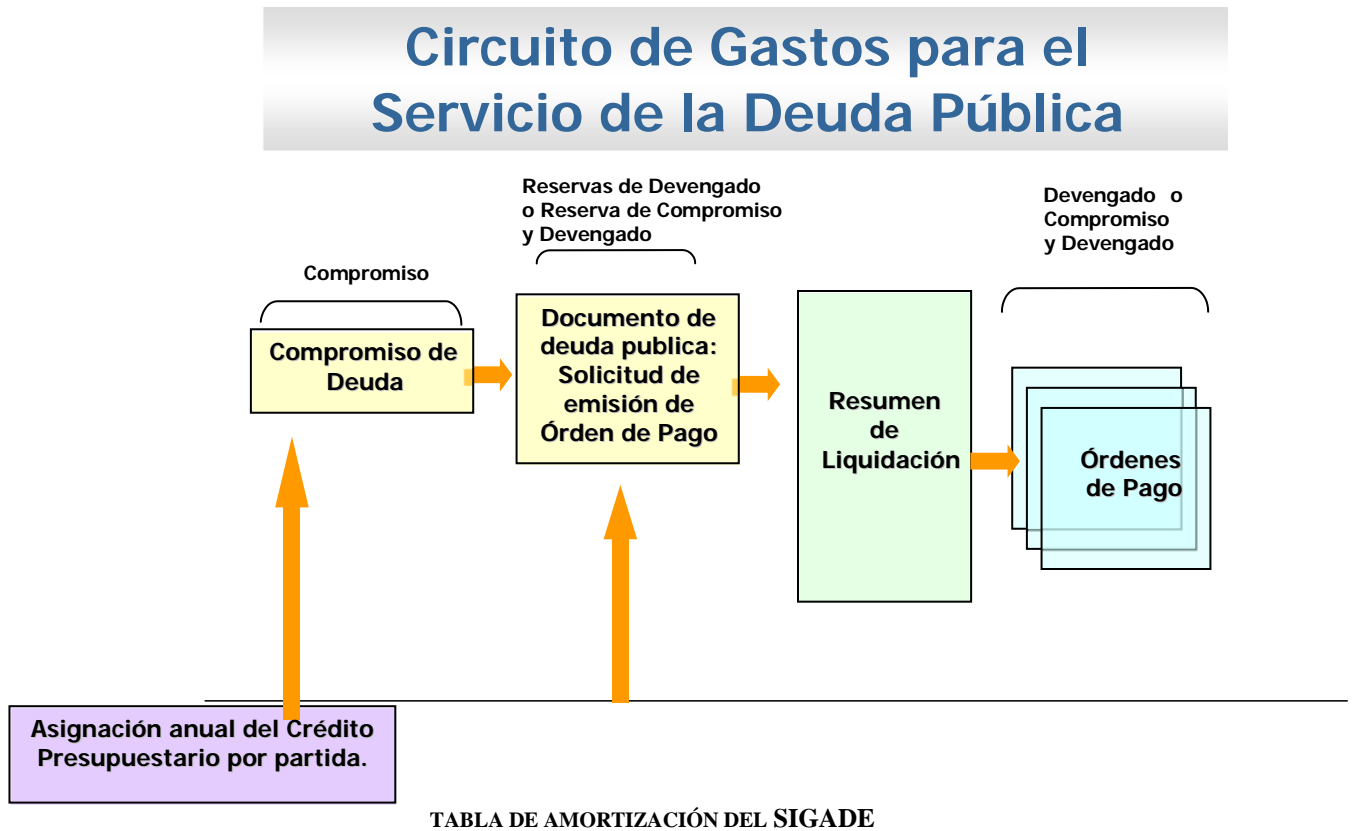 Circuito de Gastos para el
Servicio de la Deuda Pública
Reservas de Devengado
o Reserva de Compromiso
y Devengado
Devengado o
Compromiso
y Devengado
Compromiso
Compromiso de
Deuda
Documento de
deuda publica:
Solicitud de
emisión de
Órden de Pago
Resumen
de
Liquidación
Órdenes
de Pago
Asignación anual del Crédito
Presupuestario por partida.
TABLA DE AMORTIZACIÓN DEL SIGADE